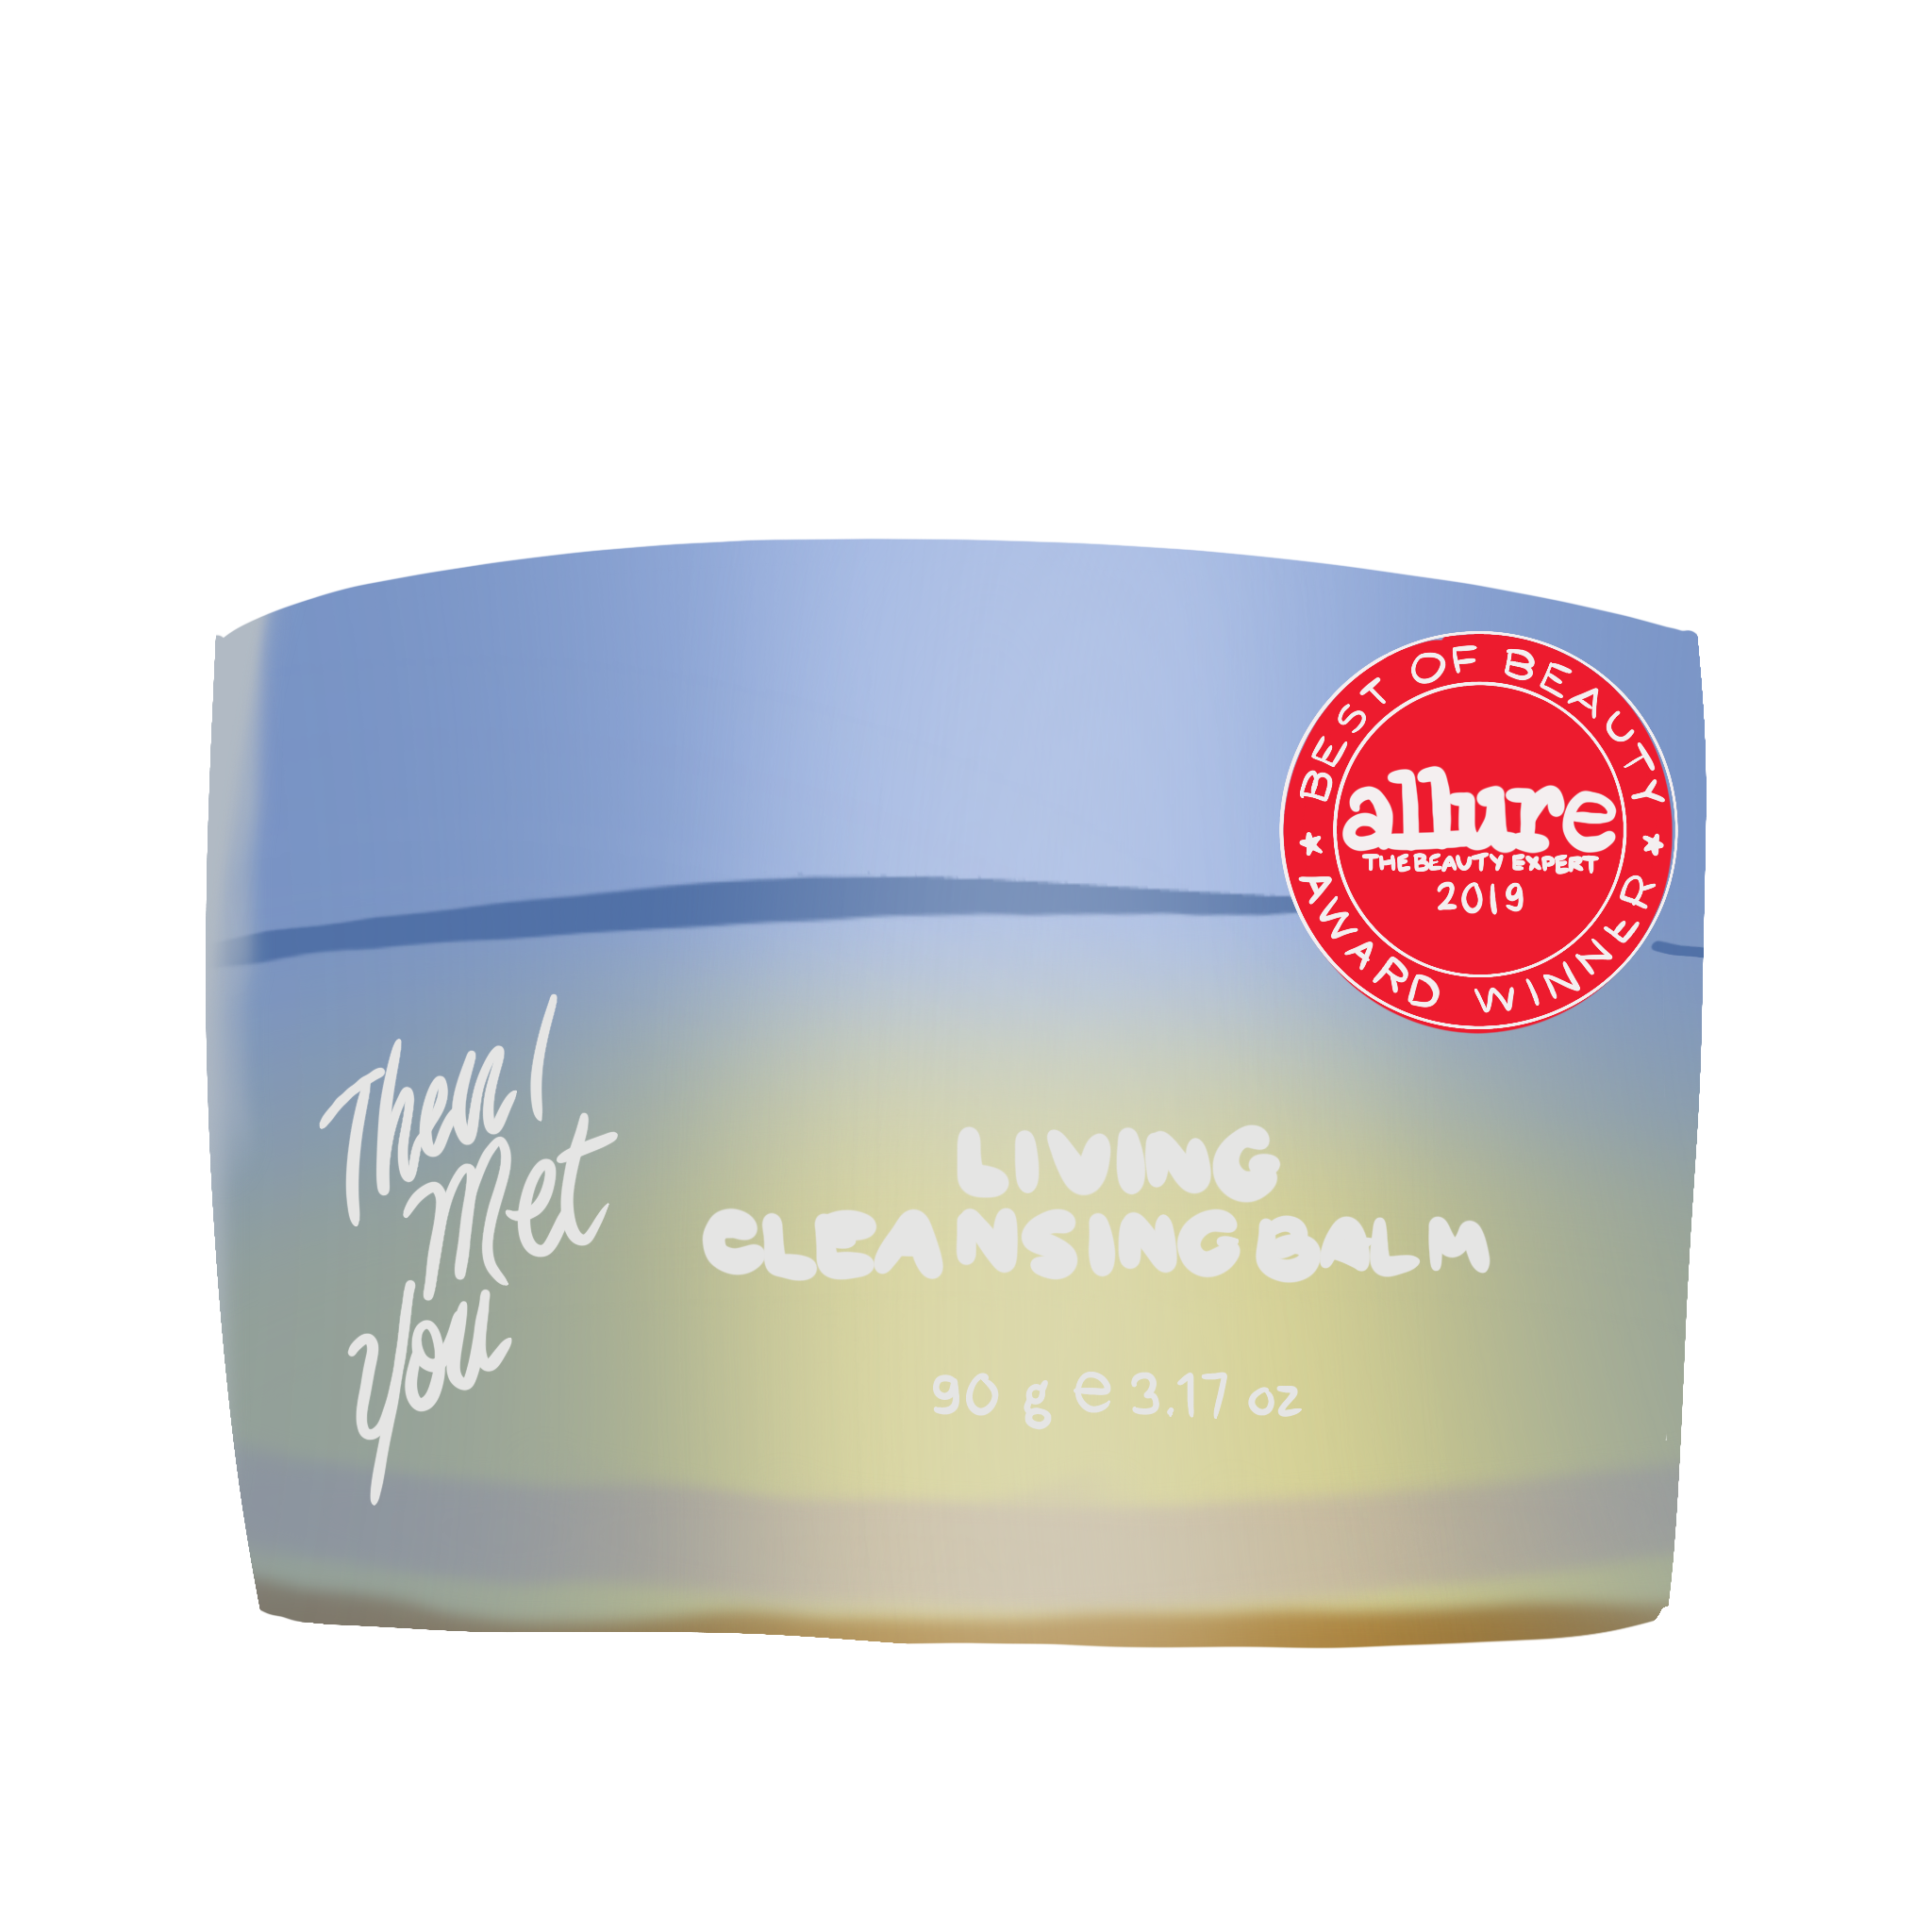 BEST OF BEAUTY
allure
THE BEAUTY EXPERT
2019
AWARD WINNER
Then I
Met
You
LIVING
CLEANSING BALM
90 g e 3.17 oz